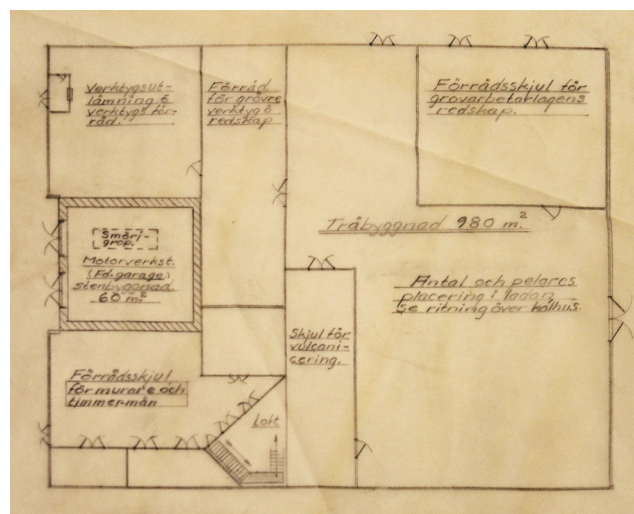 Verktygsut-
lämning o
verktygsför-
råd.
Förråd
för grövre
verktyg o
redskap
Förrådsskjul för
grovarbetarlagens
redskap.
Träbyggnad 980 m.²
Smörj-
grop.
Motorverkst.
(Fd. garage)
stenbyggnad
60 m.²
Antal och pelares
placering i ladan,
Se ritning över kalhus.
Skjul för
vulcani-
cering.
Förrådsskjul
för murare och
timmermän
Loft